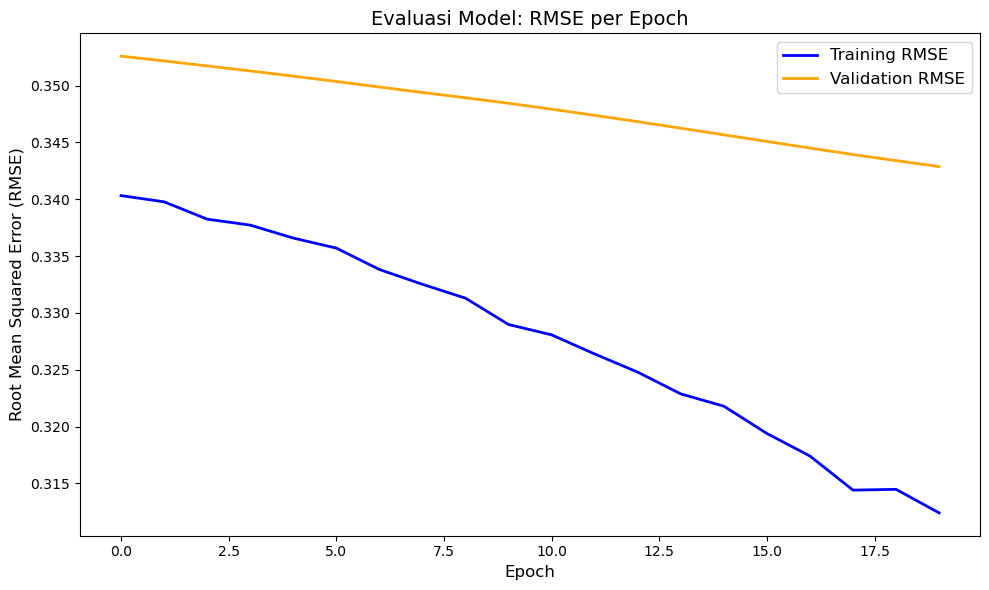 Evaluasi Model: RMSE per Epoch
Training RMSE
Validation RMSE
Root Mean Squared Error (RMSE)
0.350
0.345
0.340
0.335
0.330
0.325
0.320
0.315
0.0 2.5 5.0 7.5 10.0 12.5 15.0 17.5
Epoch